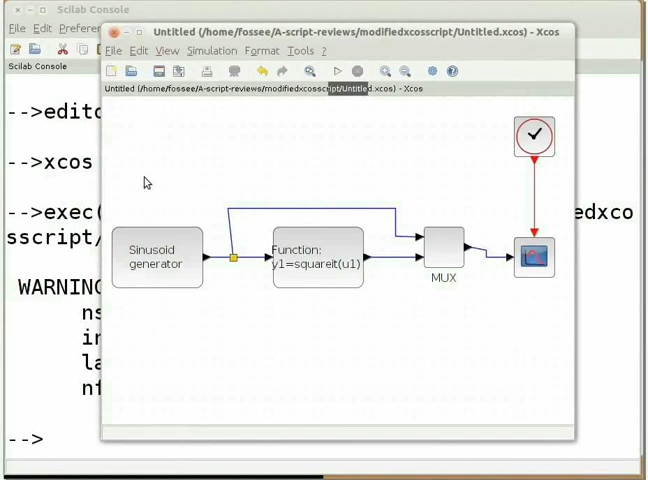 Scilab Console
File Edit Prefere
Scilab Console
-->edito
-->xcos
-->exec(
edxco
sscript/
WARNING
ns
in
la
nf
-->
Untitled (/home/fossee/A-script-reviews/modifiedxcosscript/Untitled.xcos) - Xcos
File Edit View Simulation Format Tools ?
Untitled (/home/fossee/A-script-reviews/modifiedxcosscript/Untitled.xcos) - Xcos
Sinusoid
generator
Function:
y1=squareit(u1)
MUX